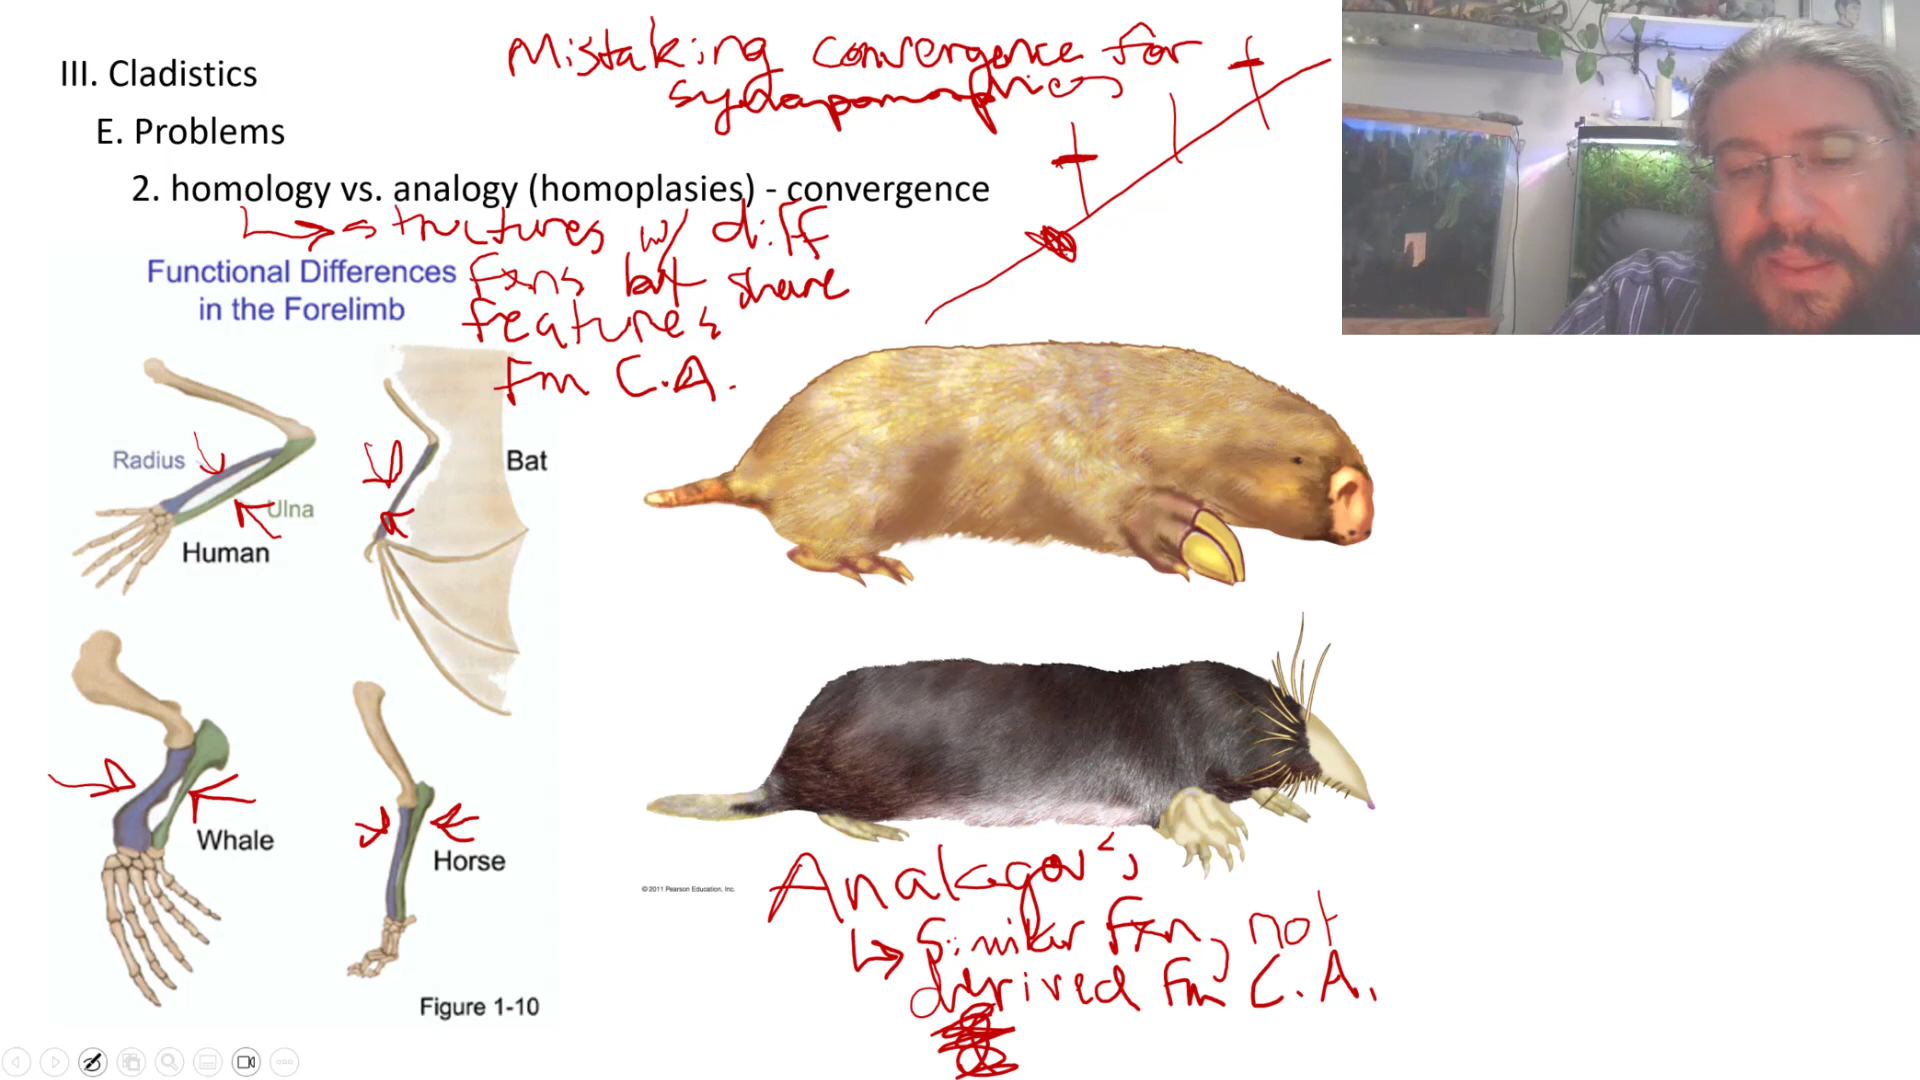 Mistaking convergence for
synapomorphies
III. Cladistics
E. Problems
2. homology vs. analogy (homoplasies) - convergence
↳ structures w/ diff
fxns but share
features
fm C.A.
Functional Differences
in the Forelimb
Radius
Ulna
Human
Bat
Whale
Horse
Figure 1-10
© 2011 Pearson Education, Inc.
Analogous
↳ Similar fxn, not
derived fm C.A.